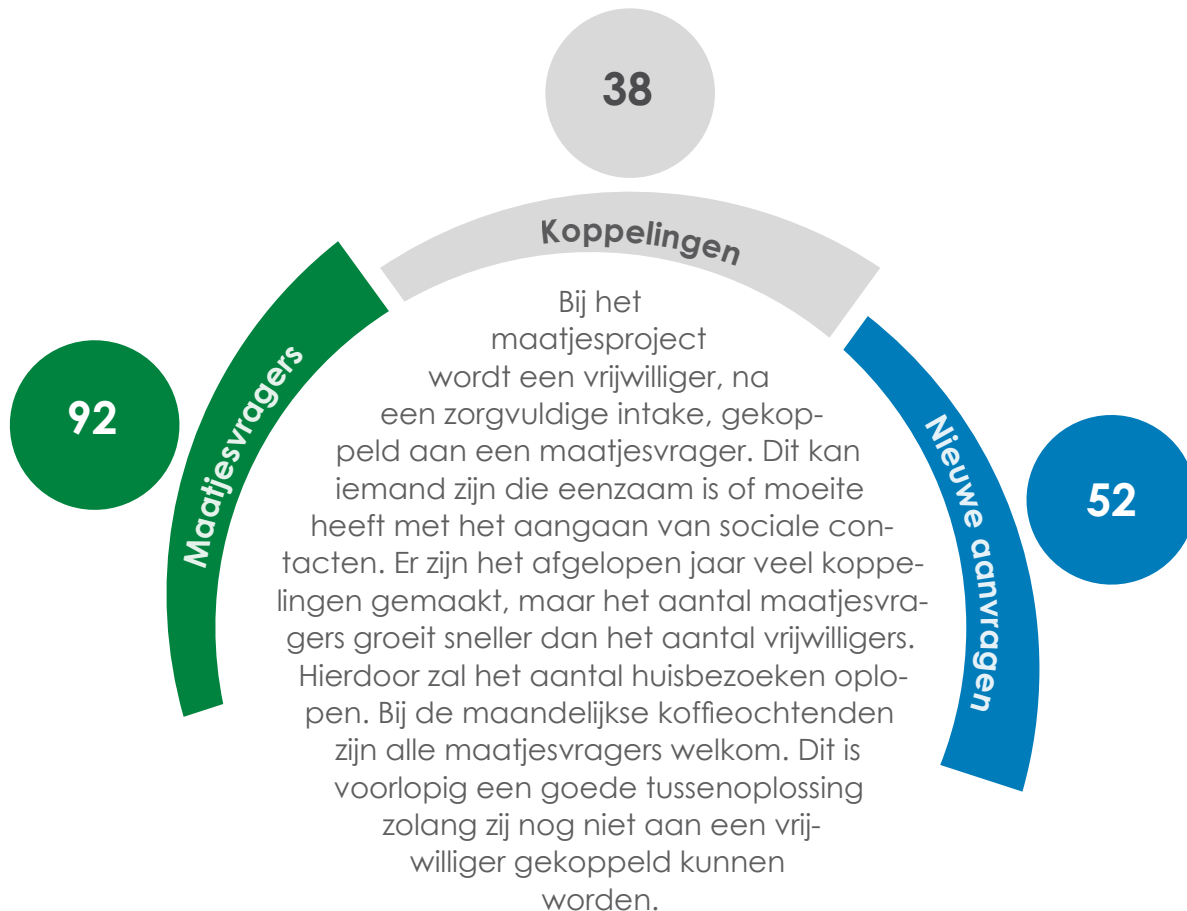 38
Koppelingen
Maatjesvragers
92
Nieuwe aanvragen
52
Bij het
maatjesproject
wordt een vrijwilliger, na
een zorgvuldige intake, gekop-
peld aan een maatjesvrager. Dit kan
iemand zijn die eenzaam is of moeite
heeft met het aangaan van sociale con-
tacten. Er zijn het afgelopen jaar veel koppe-
lingen gemaakt, maar het aantal maatjesvra-
gers groeit sneller dan het aantal vrijwilligers.
Hierdoor zal het aantal huisbezoeken oplo-
pen. Bij de maandelijkse koffieochtenden
zijn alle maatjesvragers welkom. Dit is
voorlopig een goede tussenoplossing
zolang zij nog niet aan een vrij-
williger gekoppeld kunnen
worden.